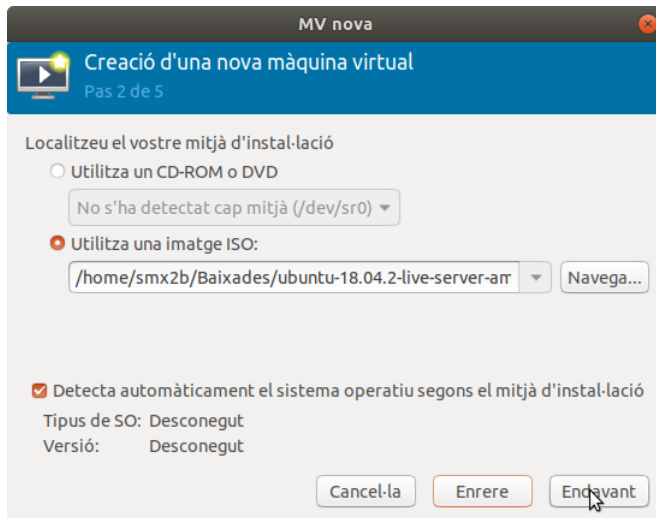 MV nova
Creació d'una nova màquina virtual
Pas 2 de 5
Localitzeu el vostre mitjà d'instal·lació
Utilitza un CD-ROM o DVD
No s'ha detectat cap mitjà (/dev/sr0)
Utilitza una imatge ISO:
/home/smx2b/Baixades/ubuntu-18.04.2-live-server-am Navega...
Detecta automàticament el sistema operatiu segons el mitjà d'instal·lació
Tipus de SO: Desconegut
Versió: Desconegut
Cancel·la Enrere Endavant